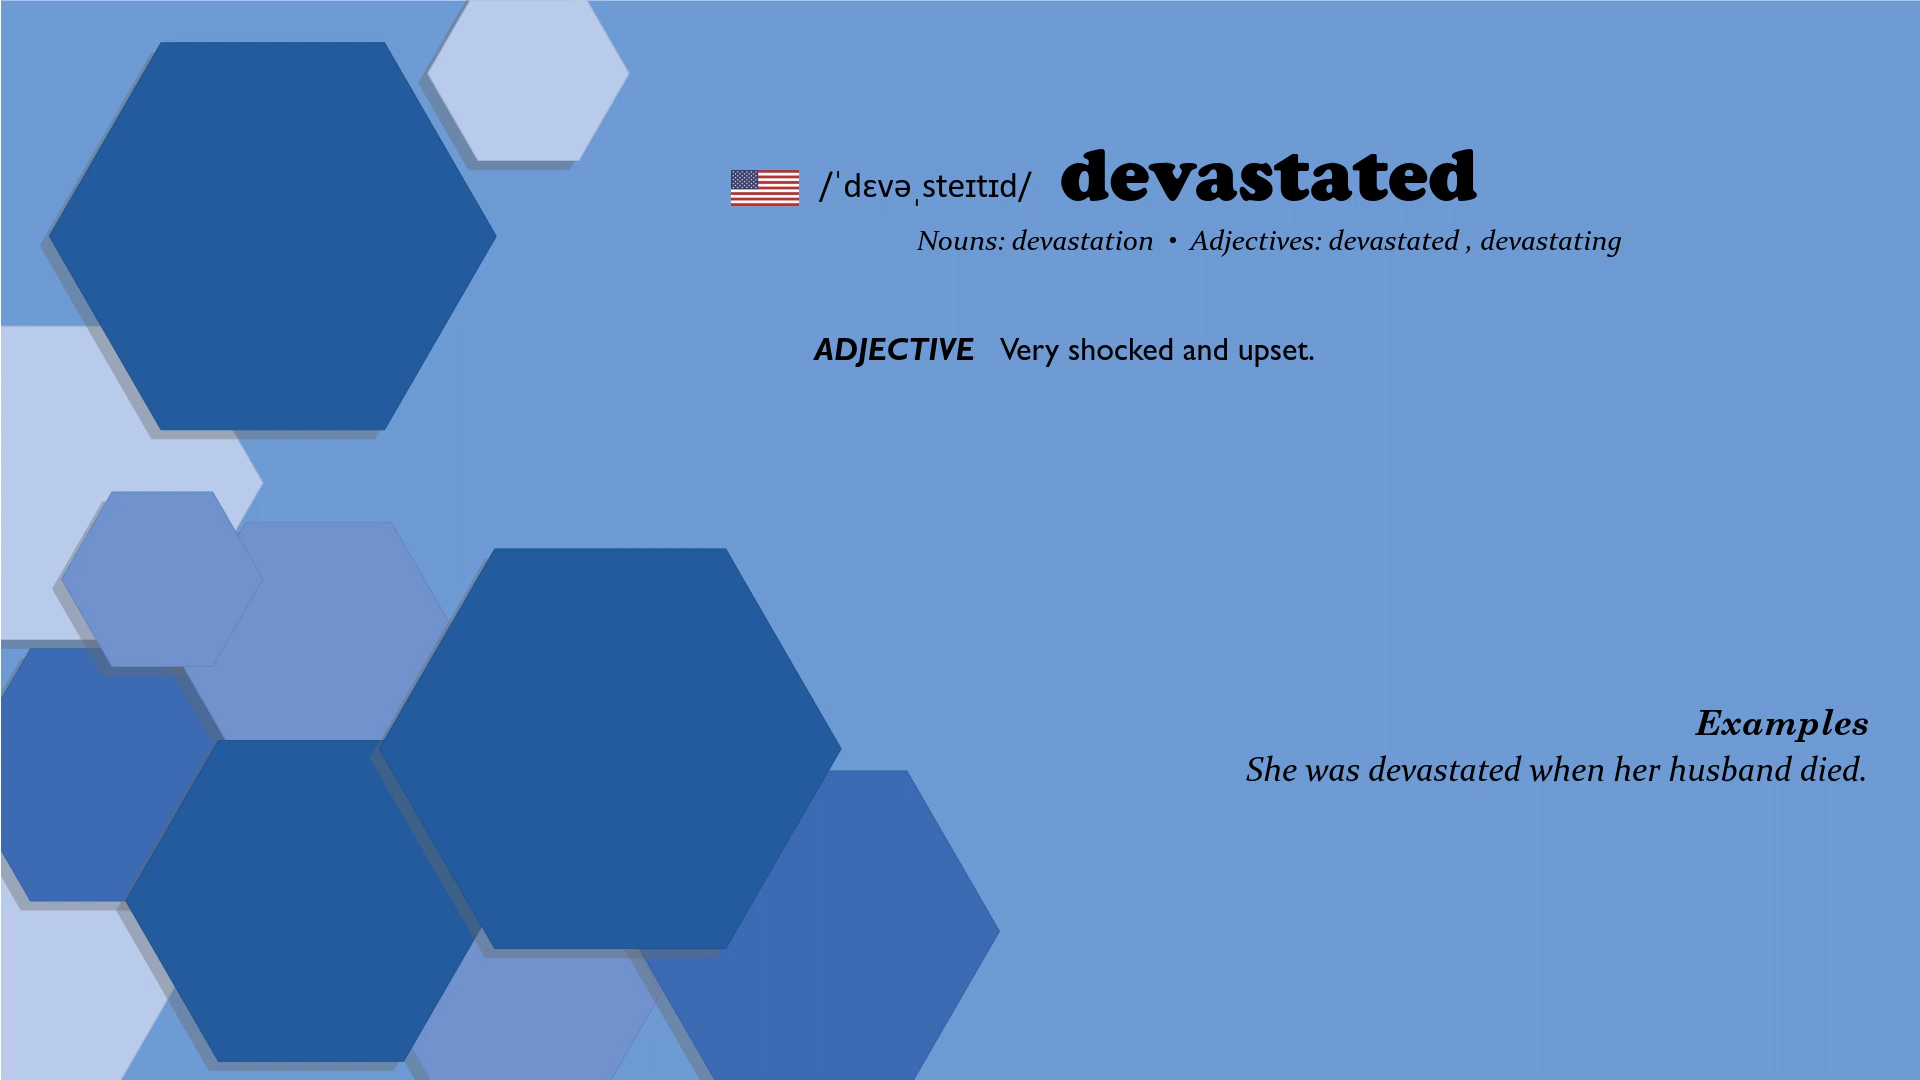 /ˈdɛvəˌsteɪtɪd/ devastated
Nouns: devastation • Adjectives: devastated , devastating
ADJECTIVE Very shocked and upset.
Examples
She was devastated when her husband died.